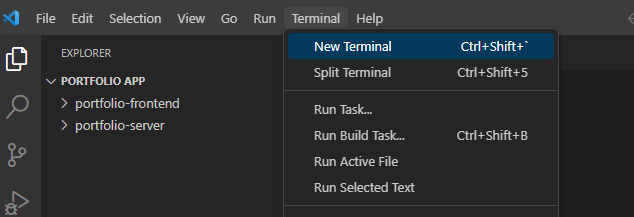 File Edit Selection View Go Run Terminal Help
EXPLORER
PORTFOLIO APP
portfolio-frontend
portfolio-server
New Terminal Ctrl+Shift+`
Split Terminal Ctrl+Shift+5
Run Task...
Run Build Task... Ctrl+Shift+B
Run Active File
Run Selected Text